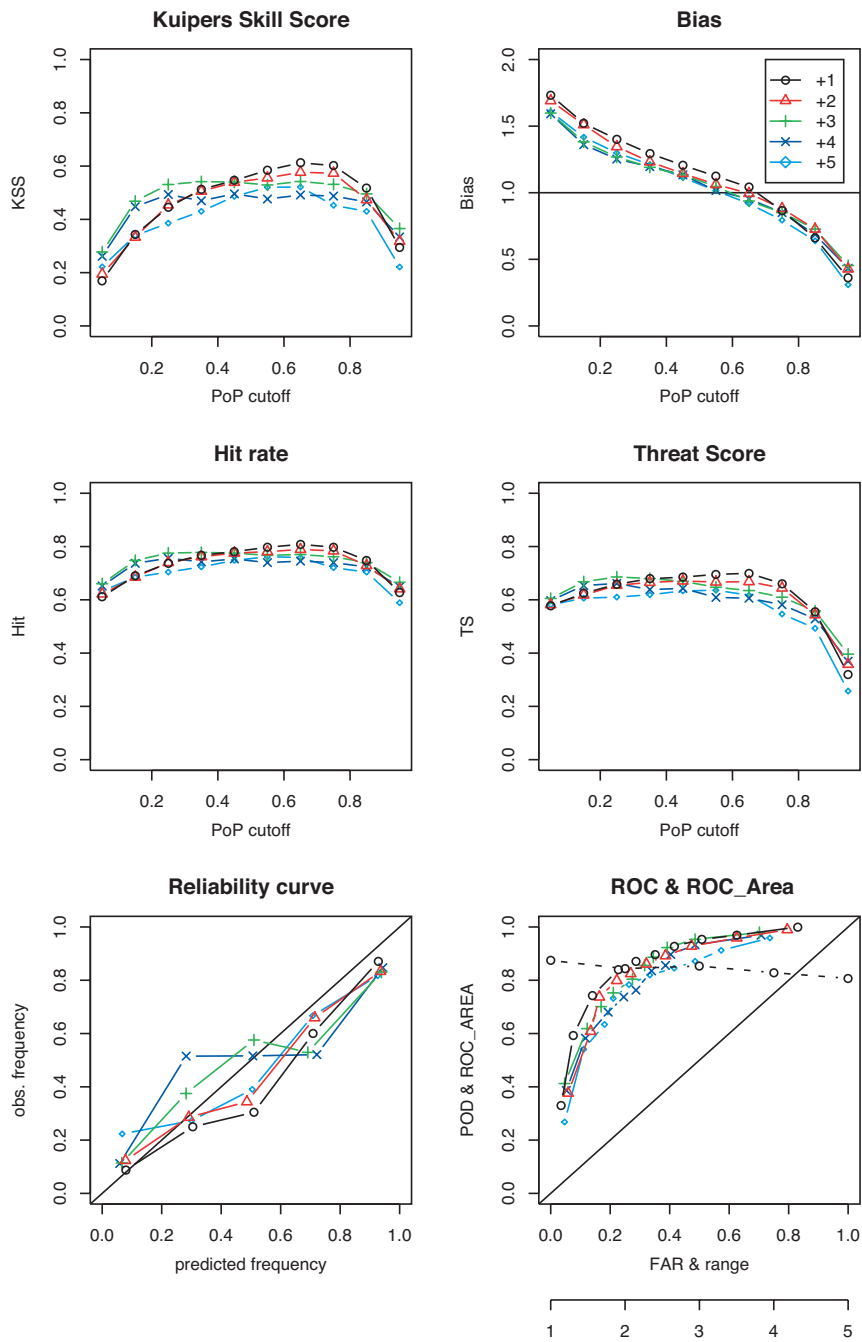 Kuipers Skill Score
KSS
0.0 0.2 0.4 0.6 0.8 1.0
0.2 0.4 0.6 0.8
PoP cutoff
Bias
Bias
0.0 0.5 1.0 1.5 2.0
+1
+2
+3
+4
+5
0.2 0.4 0.6 0.8
PoP cutoff
Hit rate
Hit
0.0 0.2 0.4 0.6 0.8 1.0
0.2 0.4 0.6 0.8
PoP cutoff
Threat Score
TS
0.0 0.2 0.4 0.6 0.8 1.0
0.2 0.4 0.6 0.8
PoP cutoff
Reliability curve
obs. frequency
0.0 0.2 0.4 0.6 0.8 1.0
0.0 0.2 0.4 0.6 0.8 1.0
predicted frequency
ROC & ROC_Area
POD & ROC_AREA
0.0 0.2 0.4 0.6 0.8 1.0
0.0 0.2 0.4 0.6 0.8 1.0
FAR & range
1 2 3 4 5